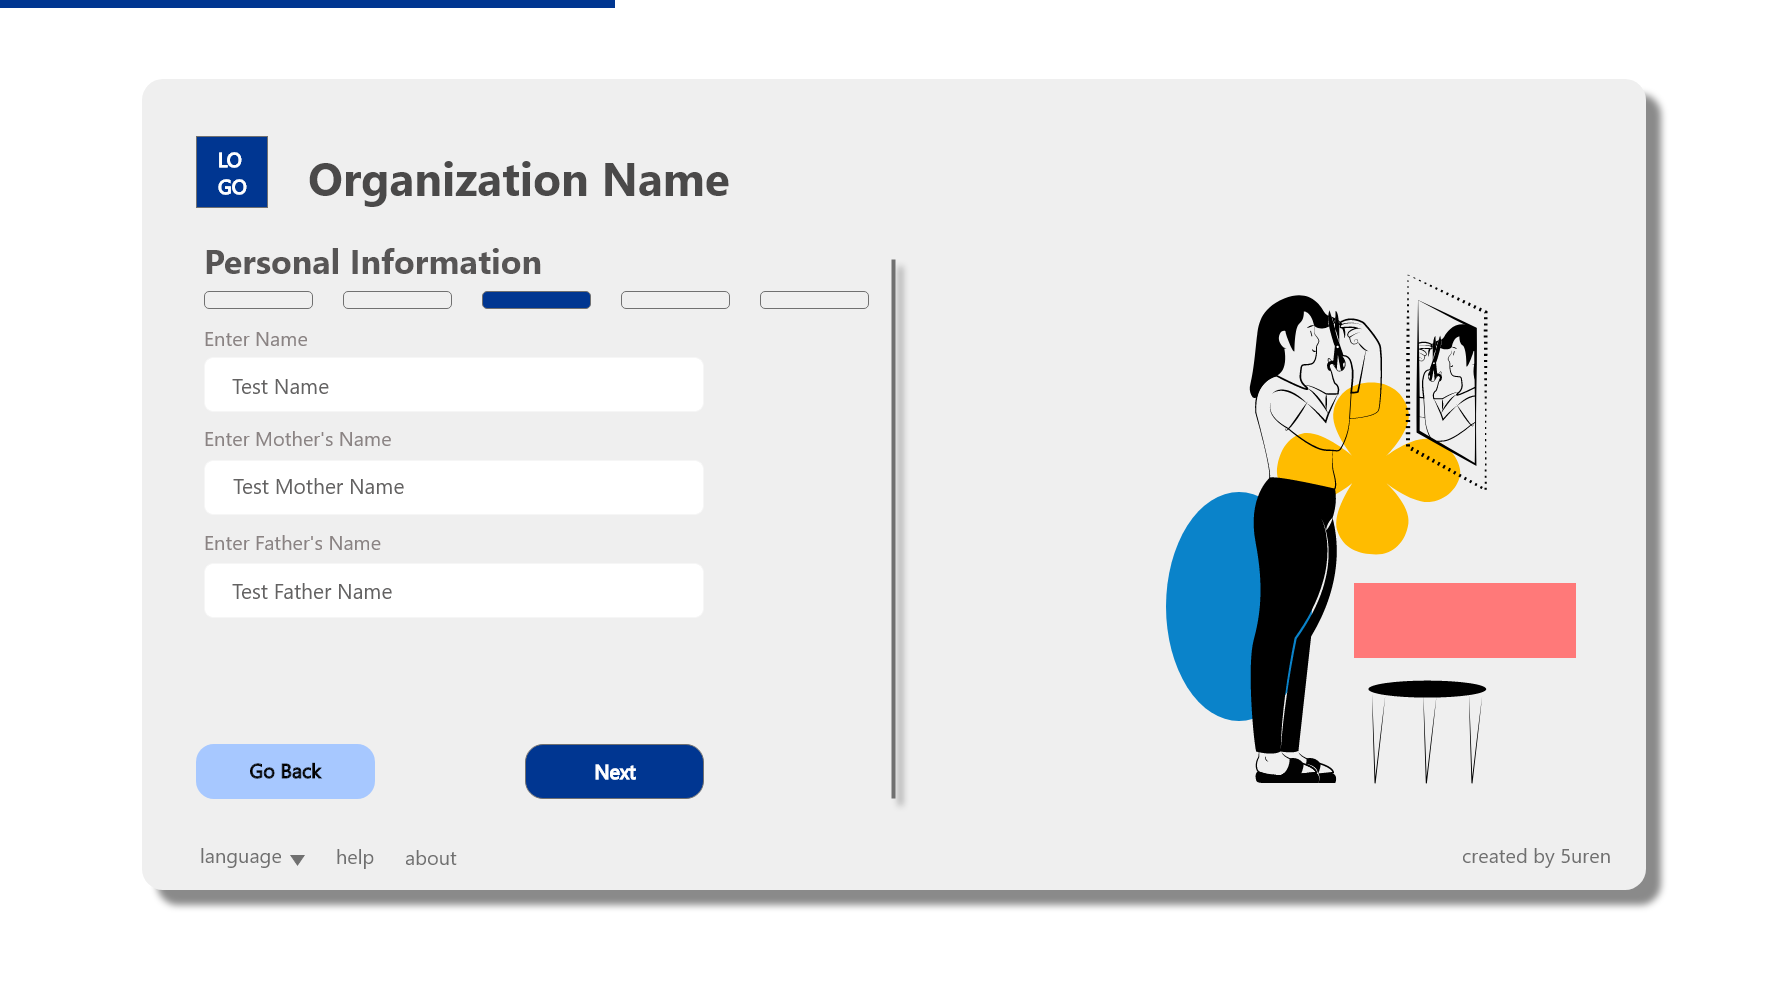 LO
GO
Organization Name
Personal Information
Enter Name
Test Name
Enter Mother's Name
Test Mother Name
Enter Father's Name
Test Father Name
Go Back
Next
language
help
about
created by 5uren